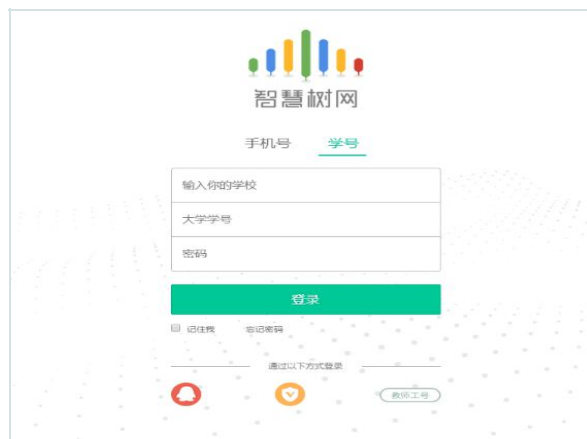 智慧树网
手机号 学号
输入你的学校
大学学号
密码
登录
记住我 忘记密码
通过以下方式登录
教师工号